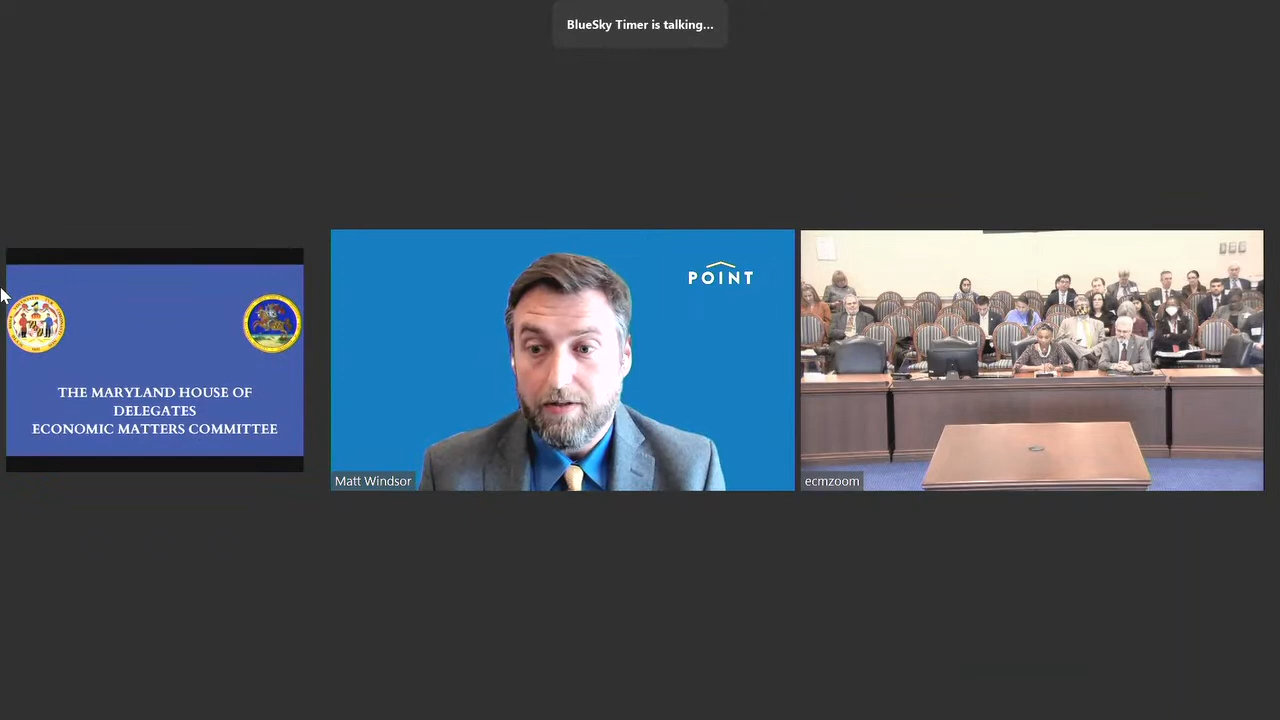 BlueSky Timer is talking...
THE MARYLAND HOUSE OF
DELEGATES
ECONOMIC MATTERS COMMITTEE
POINT
Matt Windsor
ecmzoom